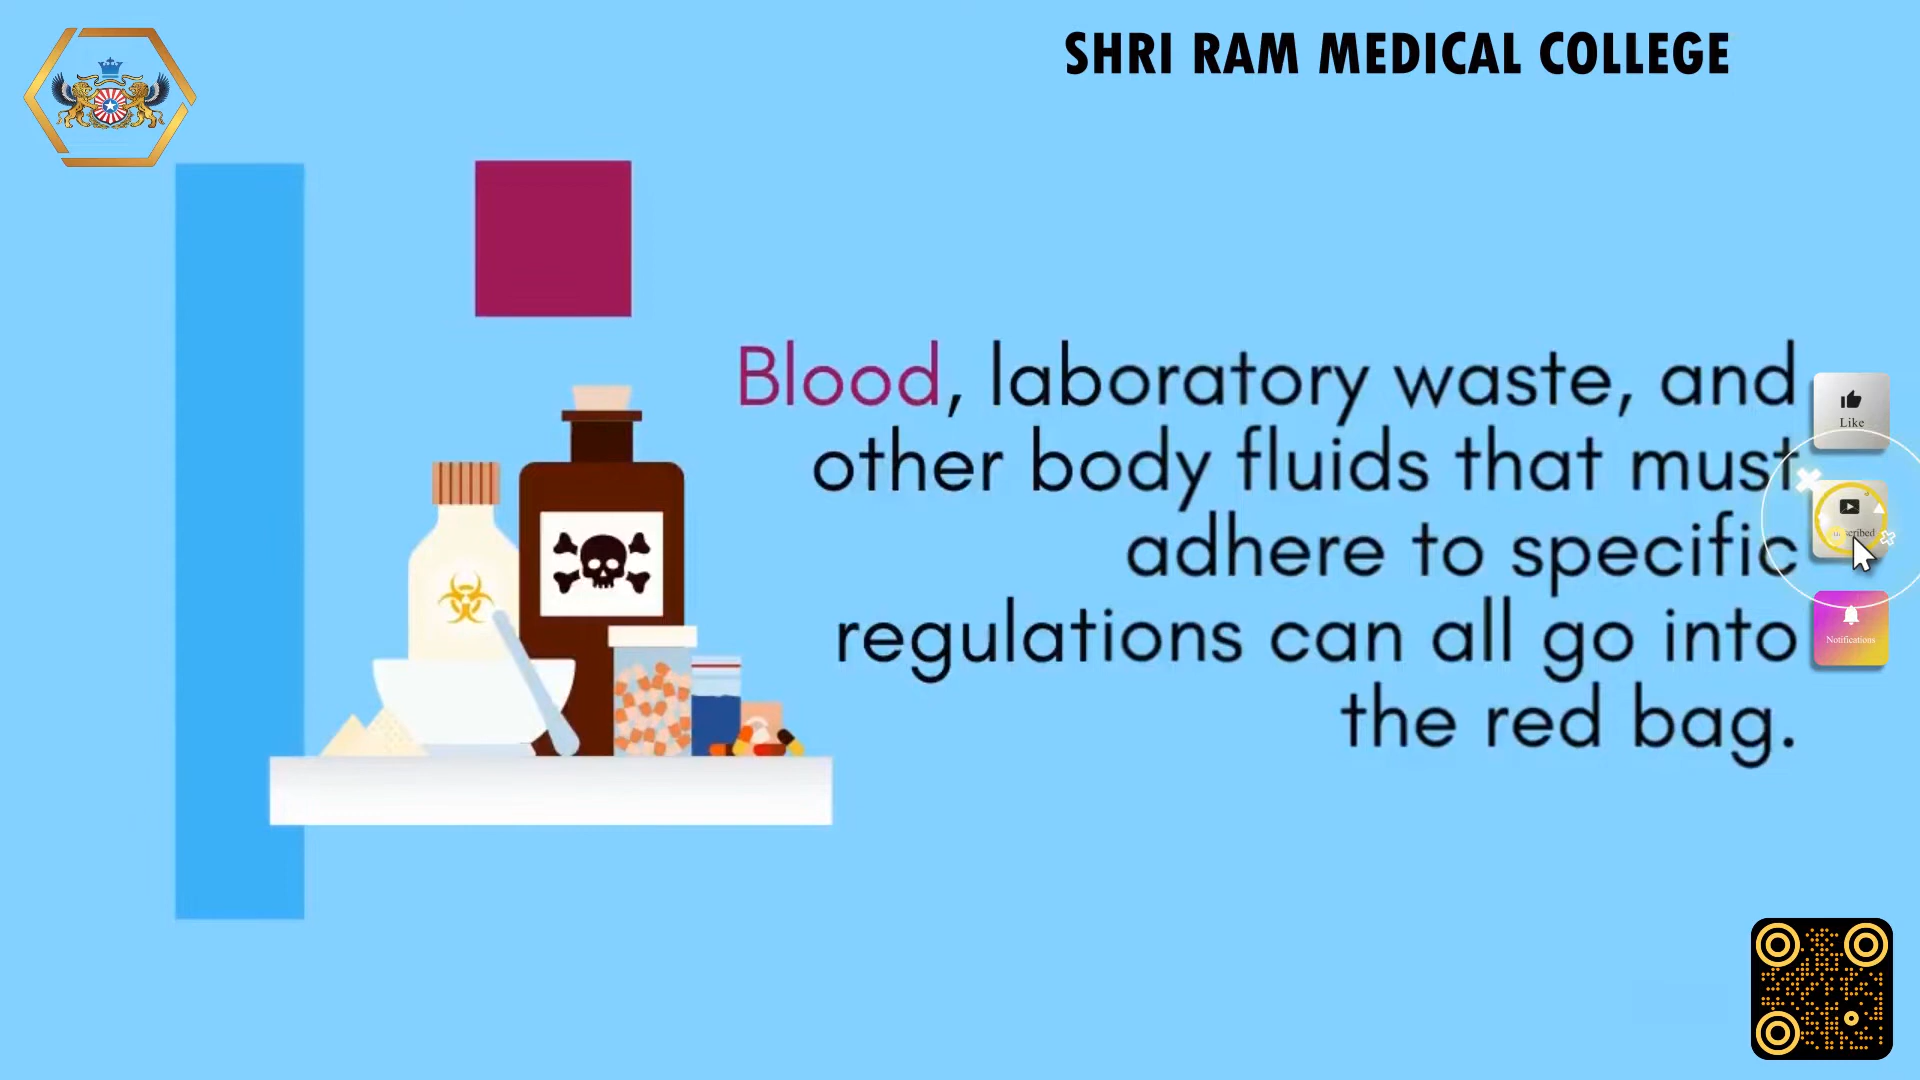 SHRI RAM MEDICAL COLLEGE
Blood, laboratory waste, and
other body fluids that must
adhere to specific
regulations can all go into
the red bag.
Like
Notifications